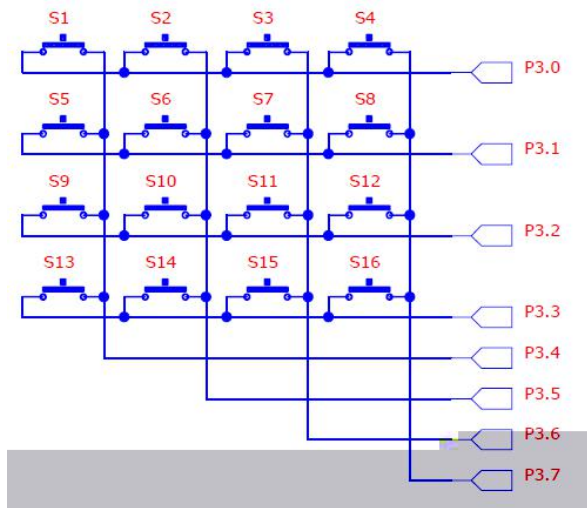 S1 S2 S3 S4
P3.0
S5 S6 S7 S8
P3.1
S9 S10 S11 S12
P3.2
S13 S14 S15 S16
P3.3
P3.4
P3.5
P3.6
P3.7